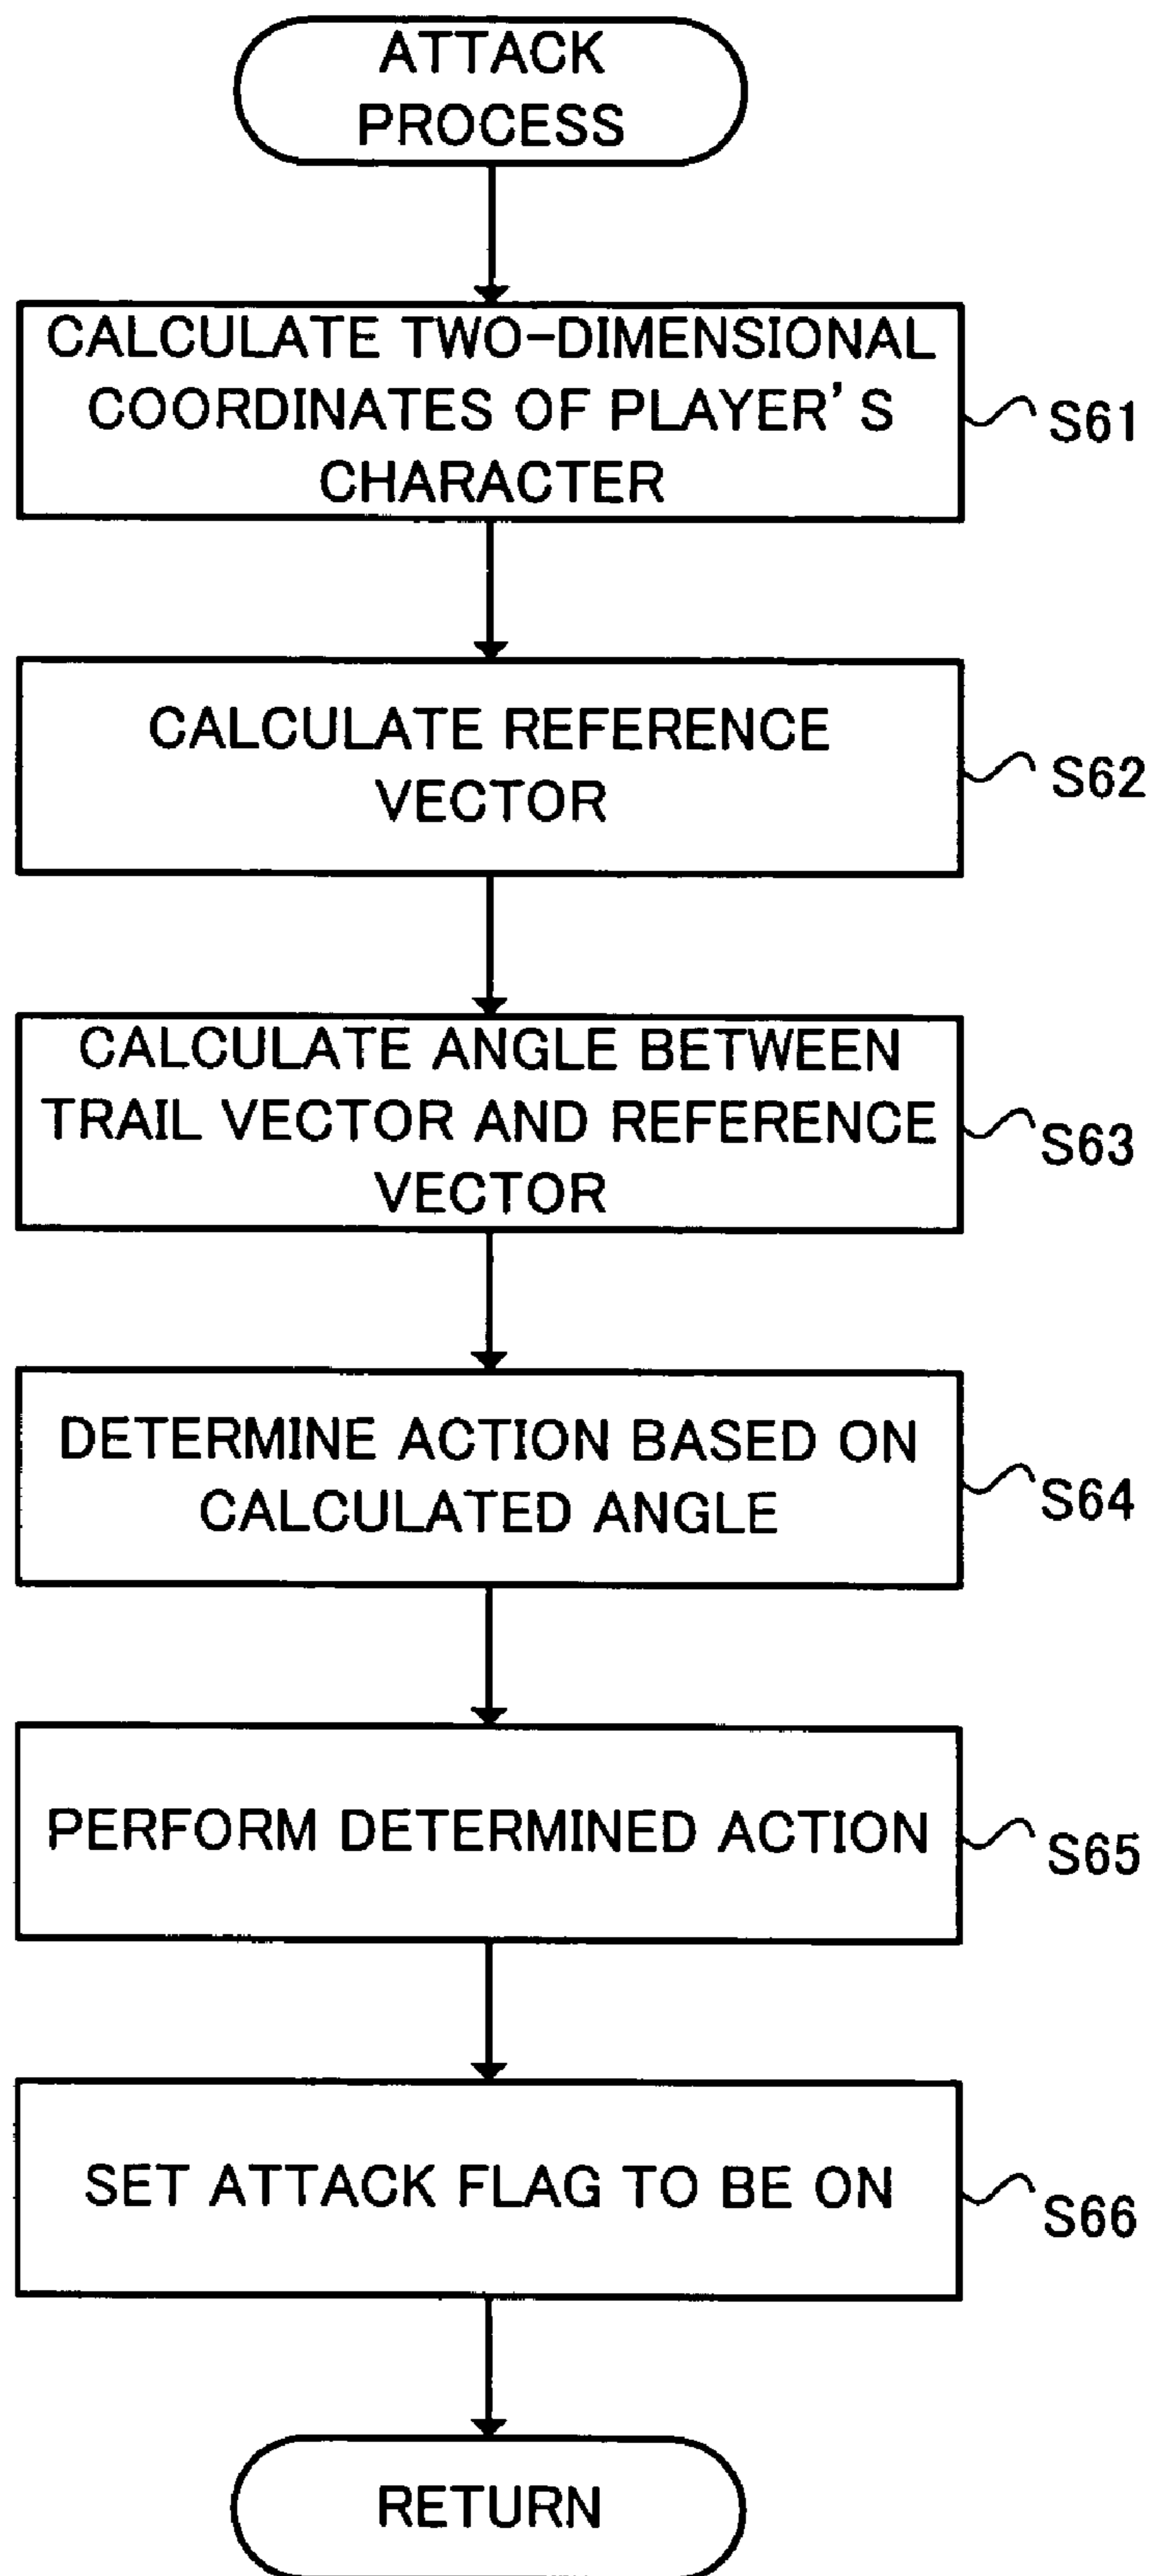 ATTACK
PROCESS
CALCULATE TWO-DIMENSIONAL
COORDINATES OF PLAYER'S
CHARACTER
S61
CALCULATE REFERENCE
VECTOR
S62
CALCULATE ANGLE BETWEEN
TRAIL VECTOR AND REFERENCE
VECTOR
S63
DETERMINE ACTION BASED ON
CALCULATED ANGLE
S64
PERFORM DETERMINED ACTION
S65
SET ATTACK FLAG TO BE ON
S66
RETURN